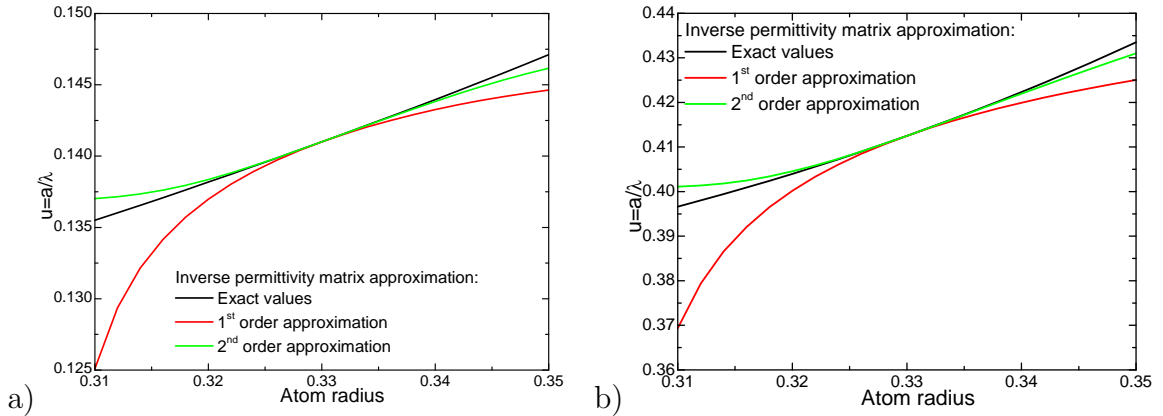 0.150
0.145
0.140
0.135
0.130
0.125
u=a/λ
Inverse permittivity matrix approximation:
Exact values
1st order approximation
2nd order approximation
0.31 0.32 0.33 0.34 0.35
Atom radius
a)
0.44
0.43
0.42
0.41
0.40
0.39
0.38
0.37
0.36
u=a/λ
Inverse permittivity matrix approximation:
Exact values
1st order approximation
2nd order approximation
0.31 0.32 0.33 0.34 0.35
Atom radius
b)